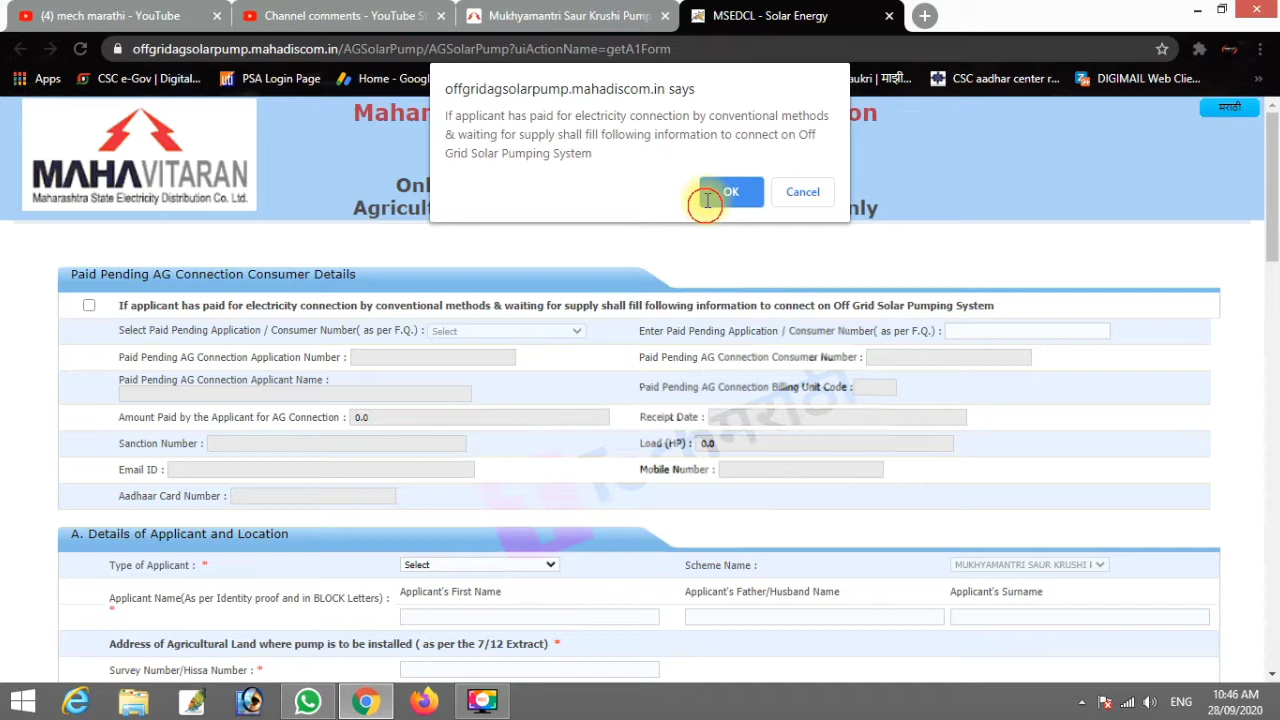 (4) mech marathi - YouTube
Channel comments - YouTube S
Mukhyamantri Saur Krushi Pump
MSEDCL - Solar Energy
offgridagsolarpump.mahadiscom.in/AGSolarPump/AGSolarPump?uiActionName=getA1Form
Apps
CSC e-Gov | Digital...
PSA Login Page
Home - Googl
aukri | माझी...
CSC aadhar center r...
DIGIMAIL Web Clie...
offgridagsolarpump.mahadiscom.in says
If applicant has paid for electricity connection by conventional methods
& waiting for supply shall fill following information to connect on Off
Grid Solar Pumping System
OK
Cancel
MAHAVITARAN
Maharashtra State Electricity Distribution Co. Ltd.
Mahar
on
मराठी
Onl
Agricult
only
Paid Pending AG Connection Consumer Details
If applicant has paid for electricity connection by conventional methods & waiting for supply shall fill following information to connect on Off Grid Solar Pumping System
Select Paid Pending Application / Consumer Number( as per F.Q.) :
Select
Enter Paid Pending Application / Consumer Number( as per F.Q.) :
Paid Pending AG Connection Application Number :
Paid Pending AG Connection Consumer Number :
Paid Pending AG Connection Applicant Name :
Paid Pending AG Connection Billing Unit Code :
Amount Paid by the Applicant for AG Connection : 0.0
Receipt Date :
Sanction Number :
Load (HP) : 0.0
Email ID :
Mobile Number :
Aadhaar Card Number :
Tech मराठी
A. Details of Applicant and Location
Type of Applicant : *
Select
Scheme Name :
MUKHYAMANTRI SAUR KRUSHI P
Applicant Name(As per Identity proof and in BLOCK Letters) : *
Applicant's First Name
Applicant's Father/Husband Name
Applicant's Surname
Address of Agricultural Land where pump is to be installed ( as per the 7/12 Extract) *
Survey Number/Hissa Number : *
ENG
10:46 AM
28/09/2020